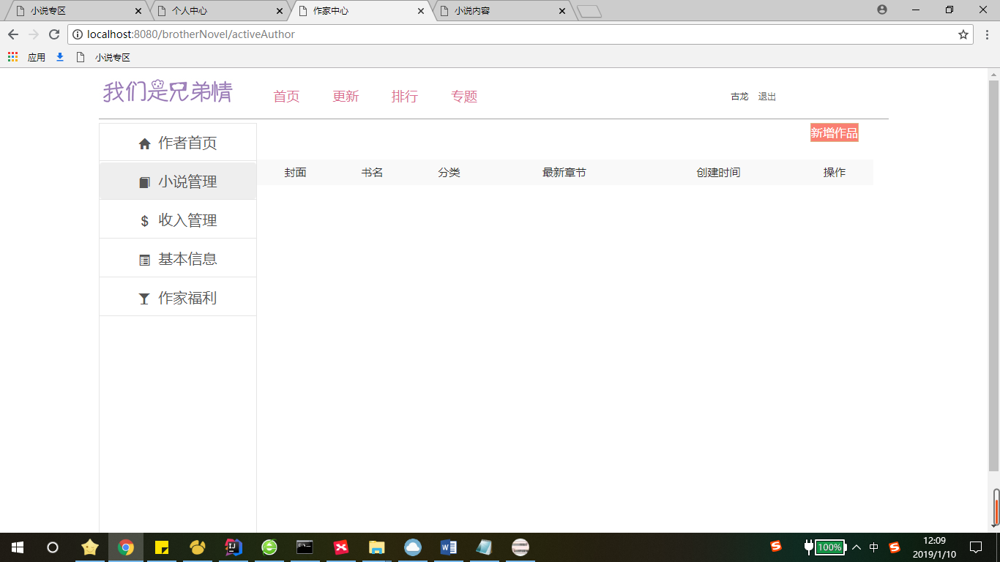 小说专区
个人中心
作家中心
小说内容
localhost:8080/brotherNovel/activeAuthor
应用
小说专区
我们是兄弟情
首页 更新 排行 专题
古龙 退出
新增作品
作者首页
小说管理
收入管理
基本信息
作家福利
封面 书名 分类 最新章节 创建时间 操作
100%
中
12:09
2019/1/10